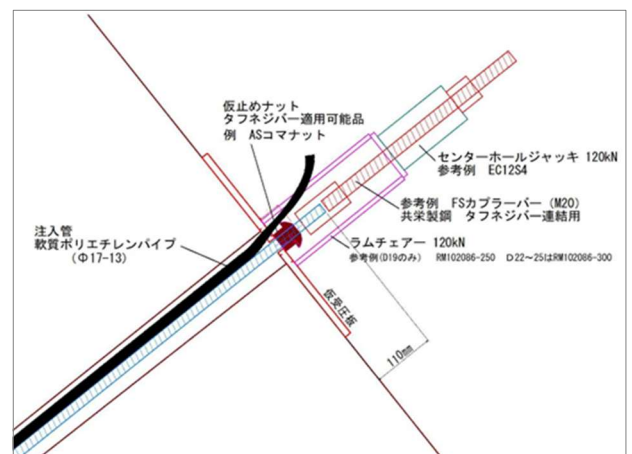 仮止めナット
タフネジバー適用可能品
例 ASコマナット
センターホールジャッキ 120kN
参考例 EC12S4
参考例 FSカプラーバー (M20)
共栄製鋼 タフネジバー連結用
注入管
軟質ポリエチレンパイプ
(Φ17-13)
ラムチェアー 120kN
参考例(D19のみ) RM102086-250 D22~25はRM102086-300
仮受圧板
110mm